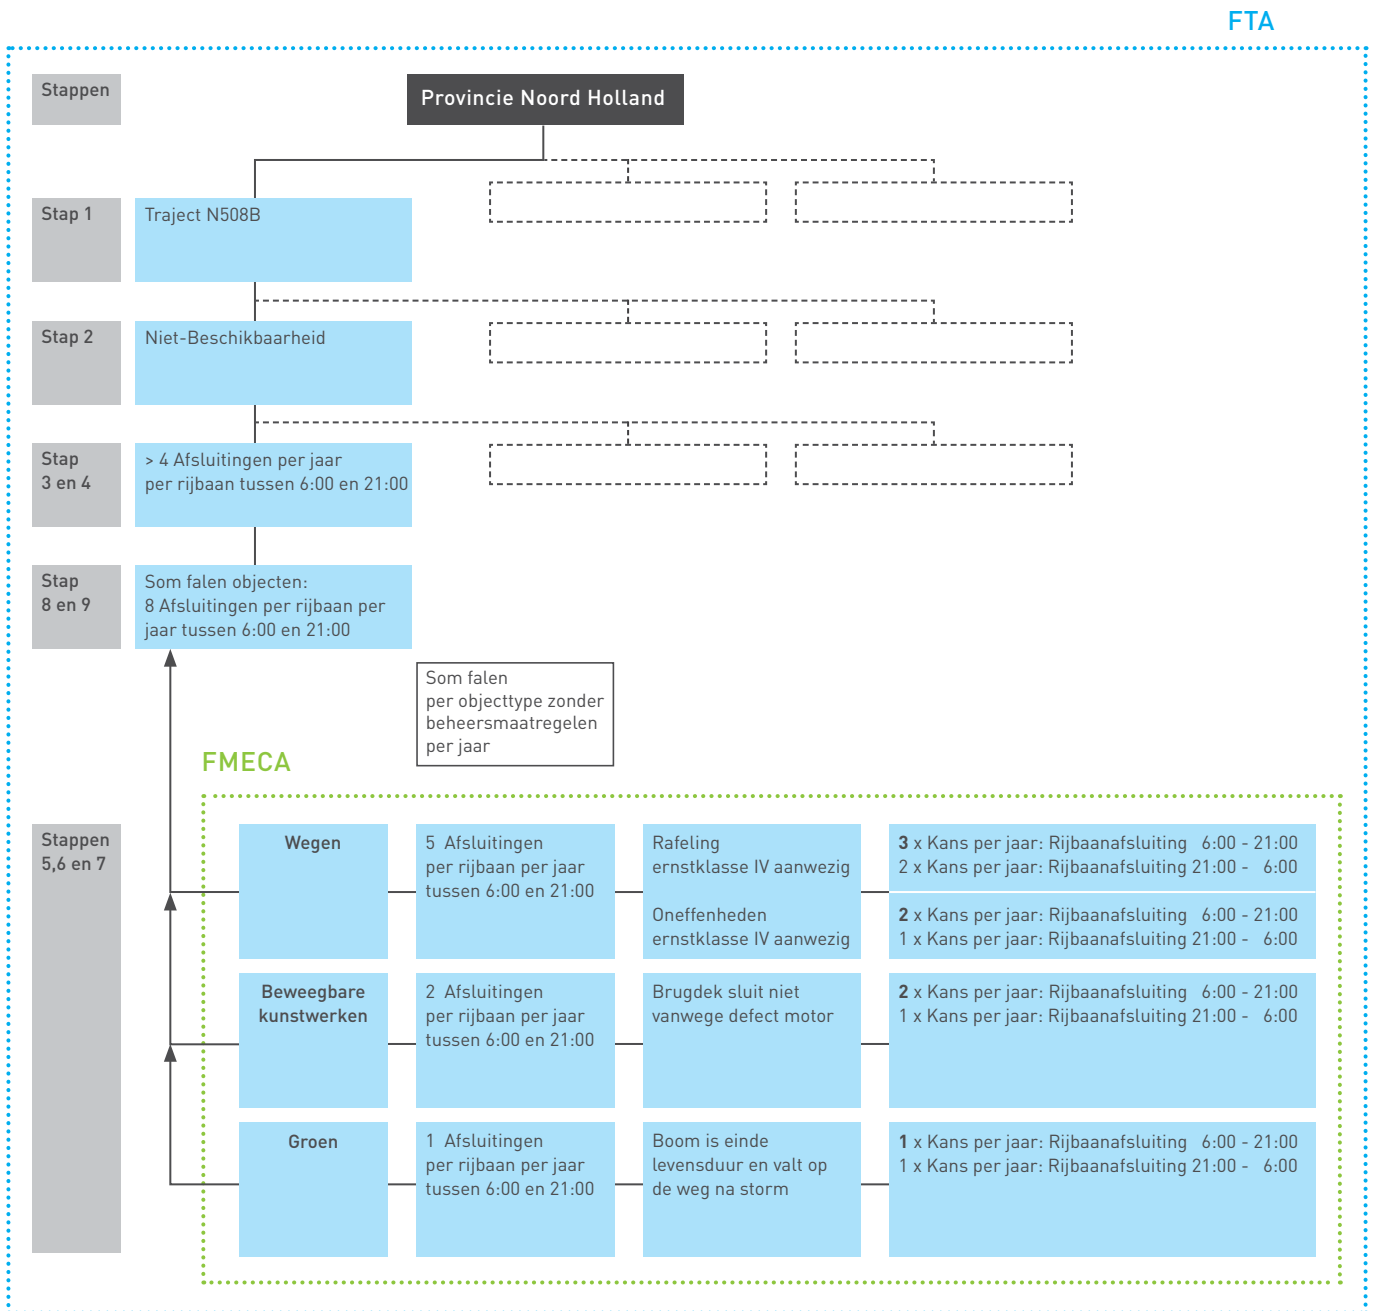 FTA
Stappen
Provincie Noord Holland
Stap 1
Traject N508B
Stap 2
Niet-Beschikbaarheid
Stap
3 en 4
> 4 Afsluitingen per jaar
per rijbaan tussen 6:00 en 21:00
Stap
8 en 9
Som falen objecten:
8 Afsluitingen per rijbaan per
jaar tussen 6:00 en 21:00
Som falen
per objecttype zonder
beheersmaatregelen
per jaar
FMECA
Stappen
5,6 en 7
Wegen
5 Afsluitingen
per rijbaan per jaar
tussen 6:00 en 21:00
Rafeling
ernstklasse IV aanwezig
3 x Kans per jaar: Rijbaanafsluiting 6:00 - 21:00
2 x Kans per jaar: Rijbaanafsluiting 21:00 - 6:00
Oneffenheden
ernstklasse IV aanwezig
2 x Kans per jaar: Rijbaanafsluiting 6:00 - 21:00
1 x Kans per jaar: Rijbaanafsluiting 21:00 - 6:00
Beweegbare
kunstwerken
2 Afsluitingen
per rijbaan per jaar
tussen 6:00 en 21:00
Brugdek sluit niet
vanwege defect motor
2 x Kans per jaar: Rijbaanafsluiting 6:00 - 21:00
1 x Kans per jaar: Rijbaanafsluiting 21:00 - 6:00
Groen
1 Afsluitingen
per rijbaan per jaar
tussen 6:00 en 21:00
Boom is einde
levensduur en valt op
de weg na storm
1 x Kans per jaar: Rijbaanafsluiting 6:00 - 21:00
1 x Kans per jaar: Rijbaanafsluiting 21:00 - 6:00